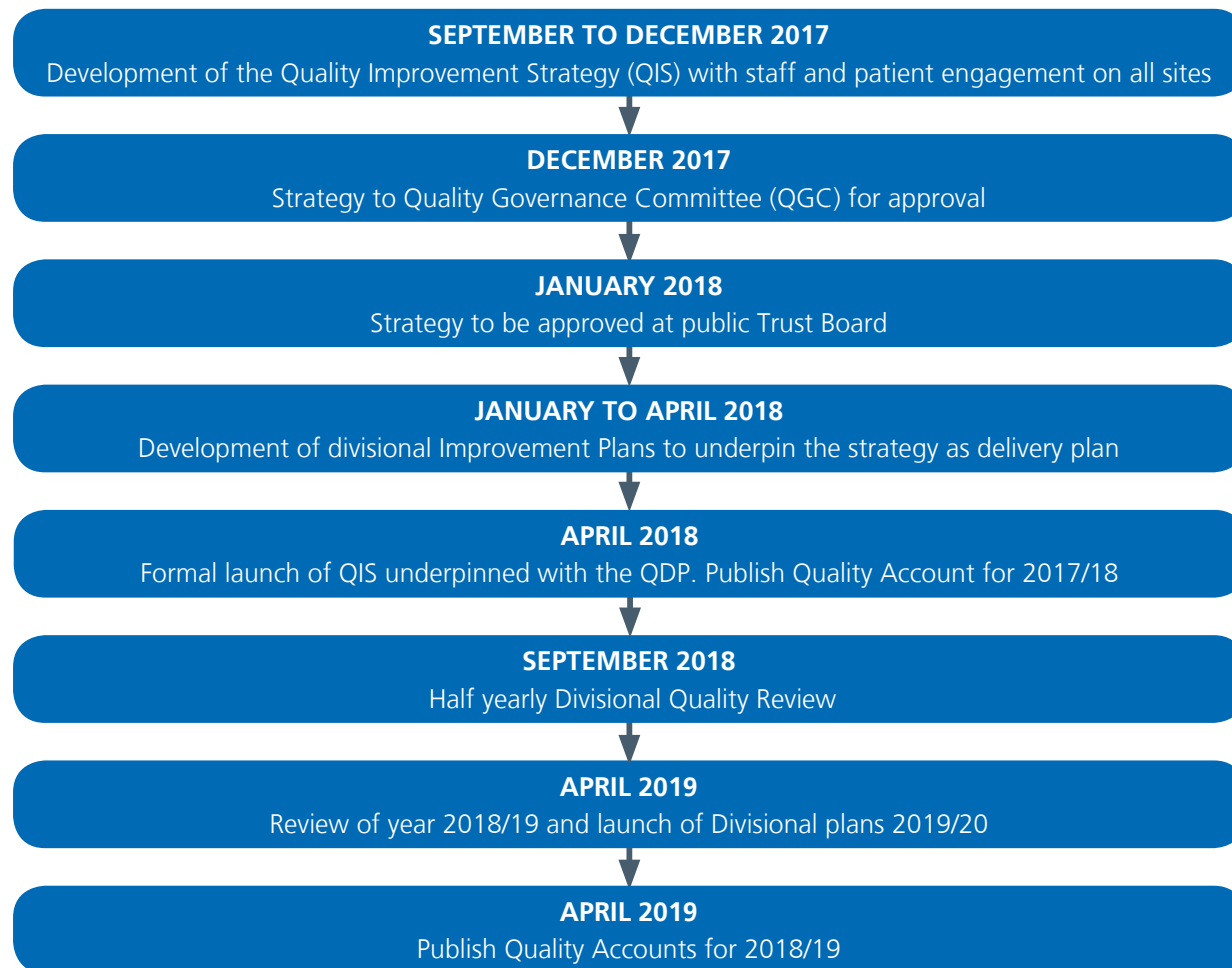 SEPTEMBER TO DECEMBER 2017
Development of the Quality Improvement Strategy (QIS) with staff and patient engagement on all sites
DECEMBER 2017
Strategy to Quality Governance Committee (QGC) for approval
JANUARY 2018
Strategy to be approved at public Trust Board
JANUARY TO APRIL 2018
Development of divisional Improvement Plans to underpin the strategy as delivery plan
APRIL 2018
Formal launch of QIS underpinned with the QDP. Publish Quality Account for 2017/18
SEPTEMBER 2018
Half yearly Divisional Quality Review
APRIL 2019
Review of year 2018/19 and launch of Divisional plans 2019/20
APRIL 2019
Publish Quality Accounts for 2018/19